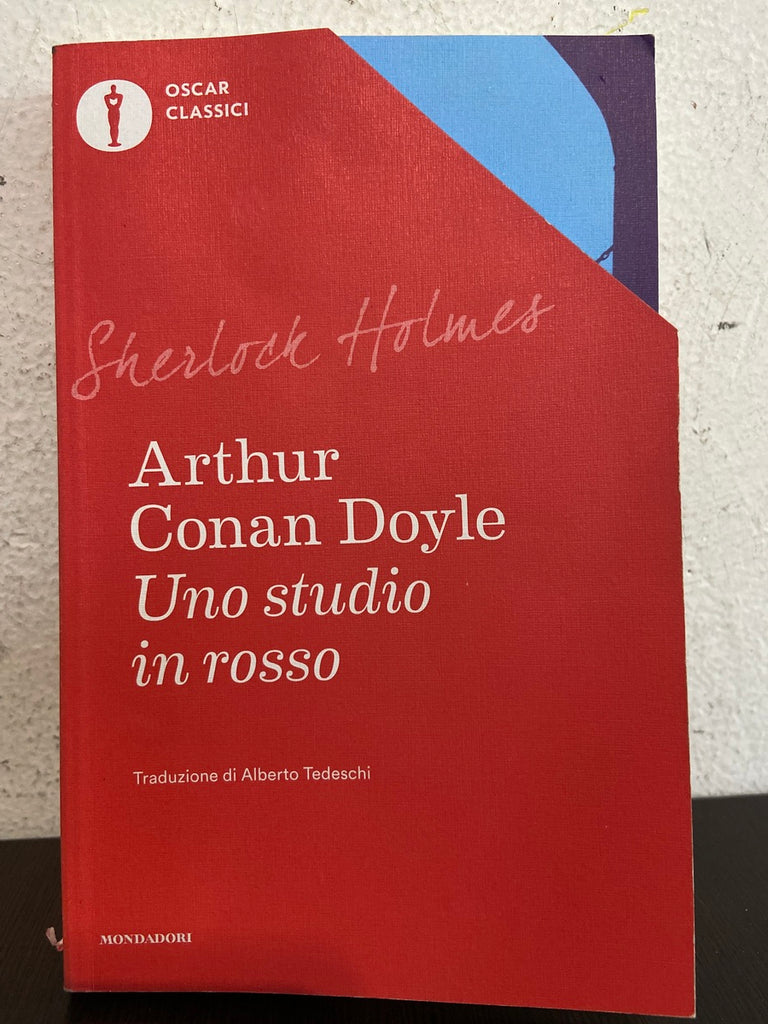 OSCAR
CLASSICI
Sherlock Holmes
Arthur
Conan Doyle
Uno studio
in rosso
Traduzione di Alberto Tedeschi
MONDADORI